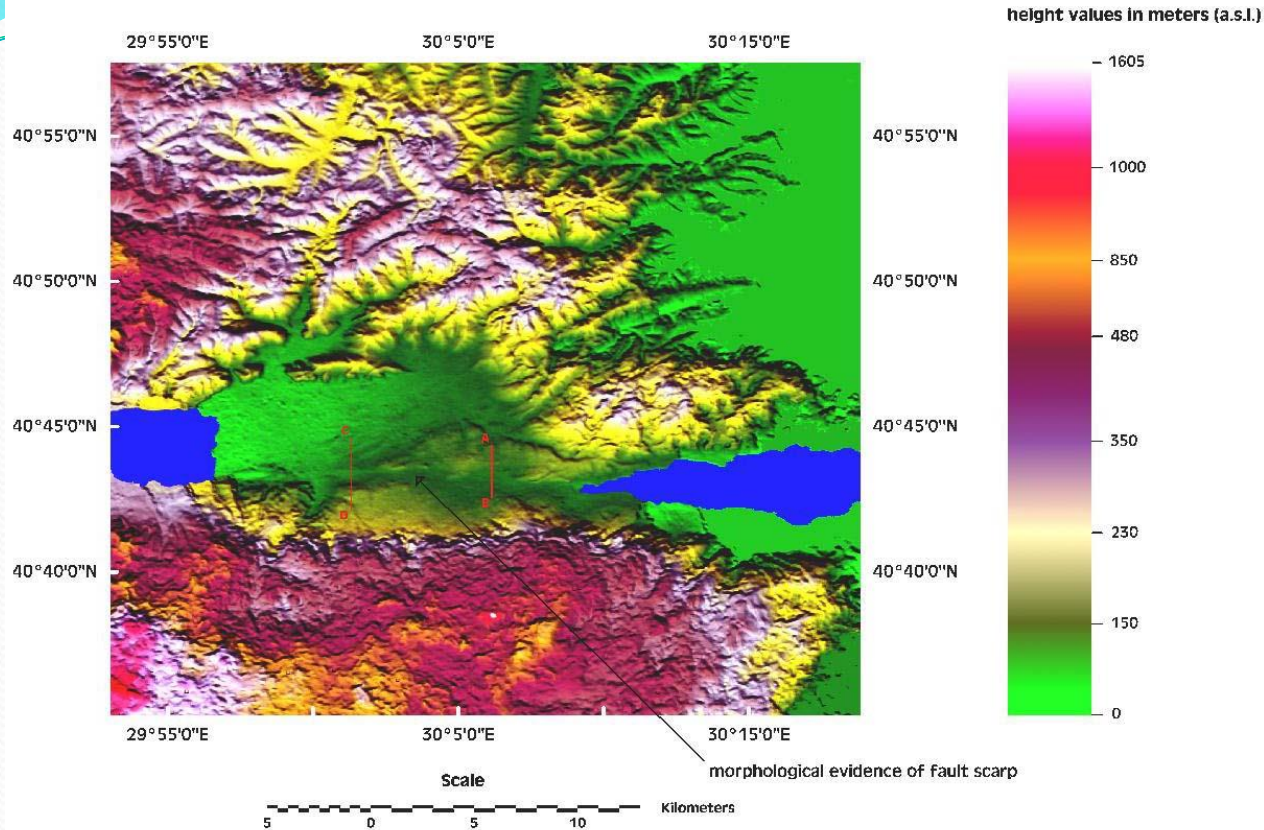 height values in meters (a.s.l.)
29°55'0"E 30°5'0"E 30°15'0"E
1605
40°55'0"N 40°55'0"N
1000
850
40°50'0"N 40°50'0"N
480
40°45'0"N 40°45'0"N
350
C A
B
D
230
40°40'0"N 40°40'0"N
150
0
29°55'0"E 30°5'0"E 30°15'0"E
morphological evidence of fault scarp
Scale
Kilometers
5 0 5 10